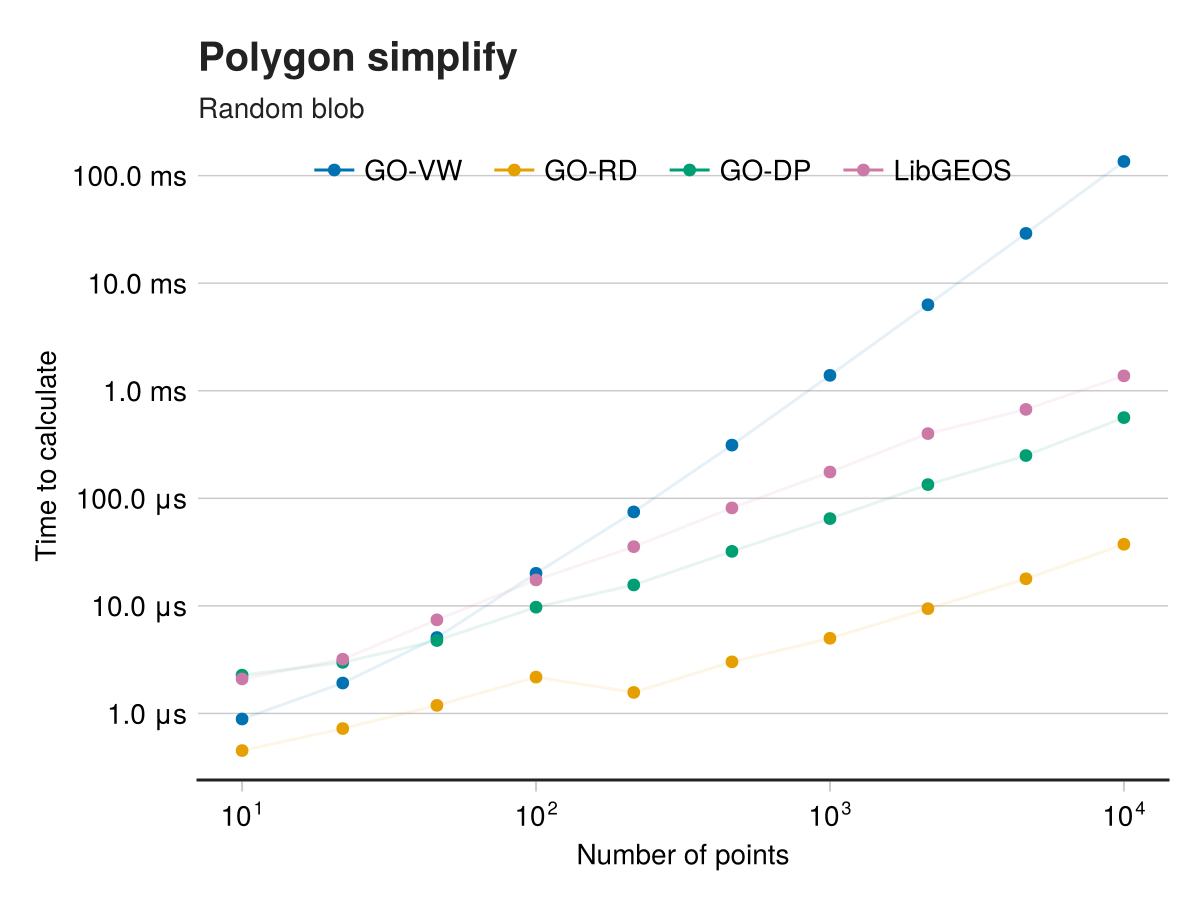 Polygon simplify
Random blob
GO-VW GO-RD GO-DP LibGEOS
100.0 ms
10.0 ms
1.0 ms
100.0 µs
10.0 µs
1.0 µs
Time to calculate
10¹ 10² 10³ 10⁴
Number of points